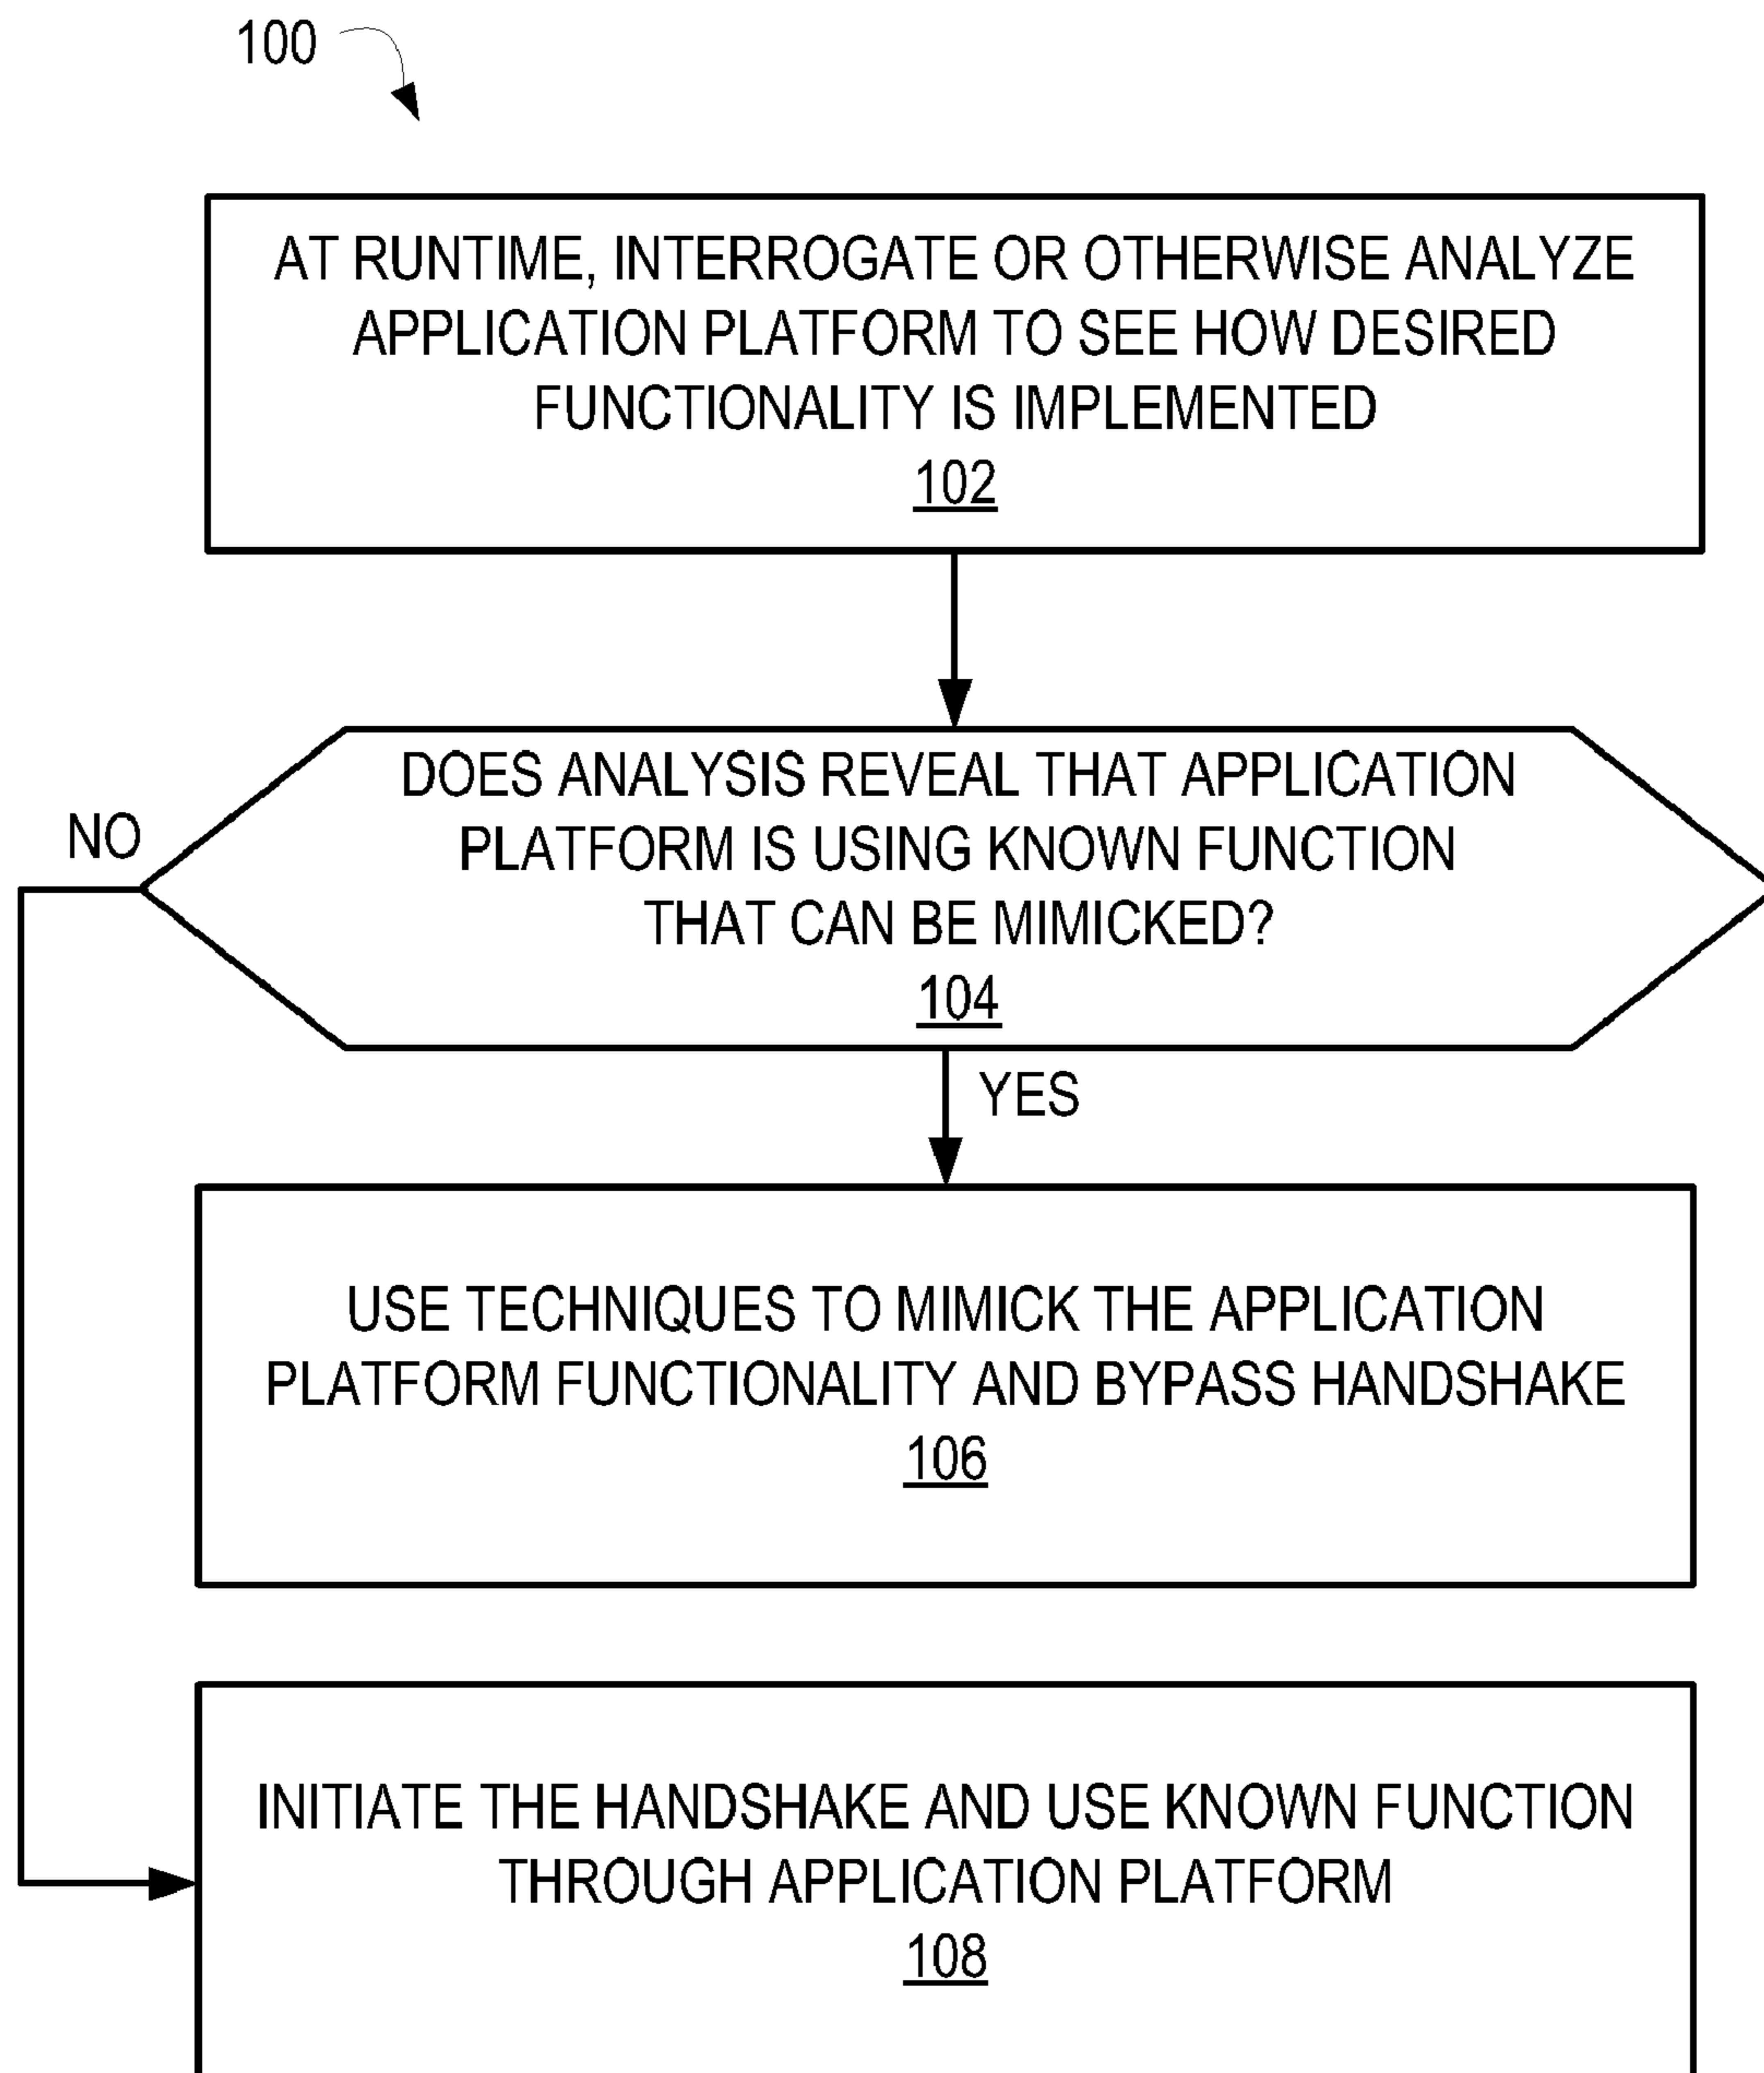 100
AT RUNTIME, INTERROGATE OR OTHERWISE ANALYZE
APPLICATION PLATFORM TO SEE HOW DESIRED
FUNCTIONALITY IS IMPLEMENTED
102
DOES ANALYSIS REVEAL THAT APPLICATION
PLATFORM IS USING KNOWN FUNCTION
THAT CAN BE MIMICKED?
104
NO
YES
USE TECHNIQUES TO MIMICK THE APPLICATION
PLATFORM FUNCTIONALITY AND BYPASS HANDSHAKE
106
INITIATE THE HANDSHAKE AND USE KNOWN FUNCTION
THROUGH APPLICATION PLATFORM
108